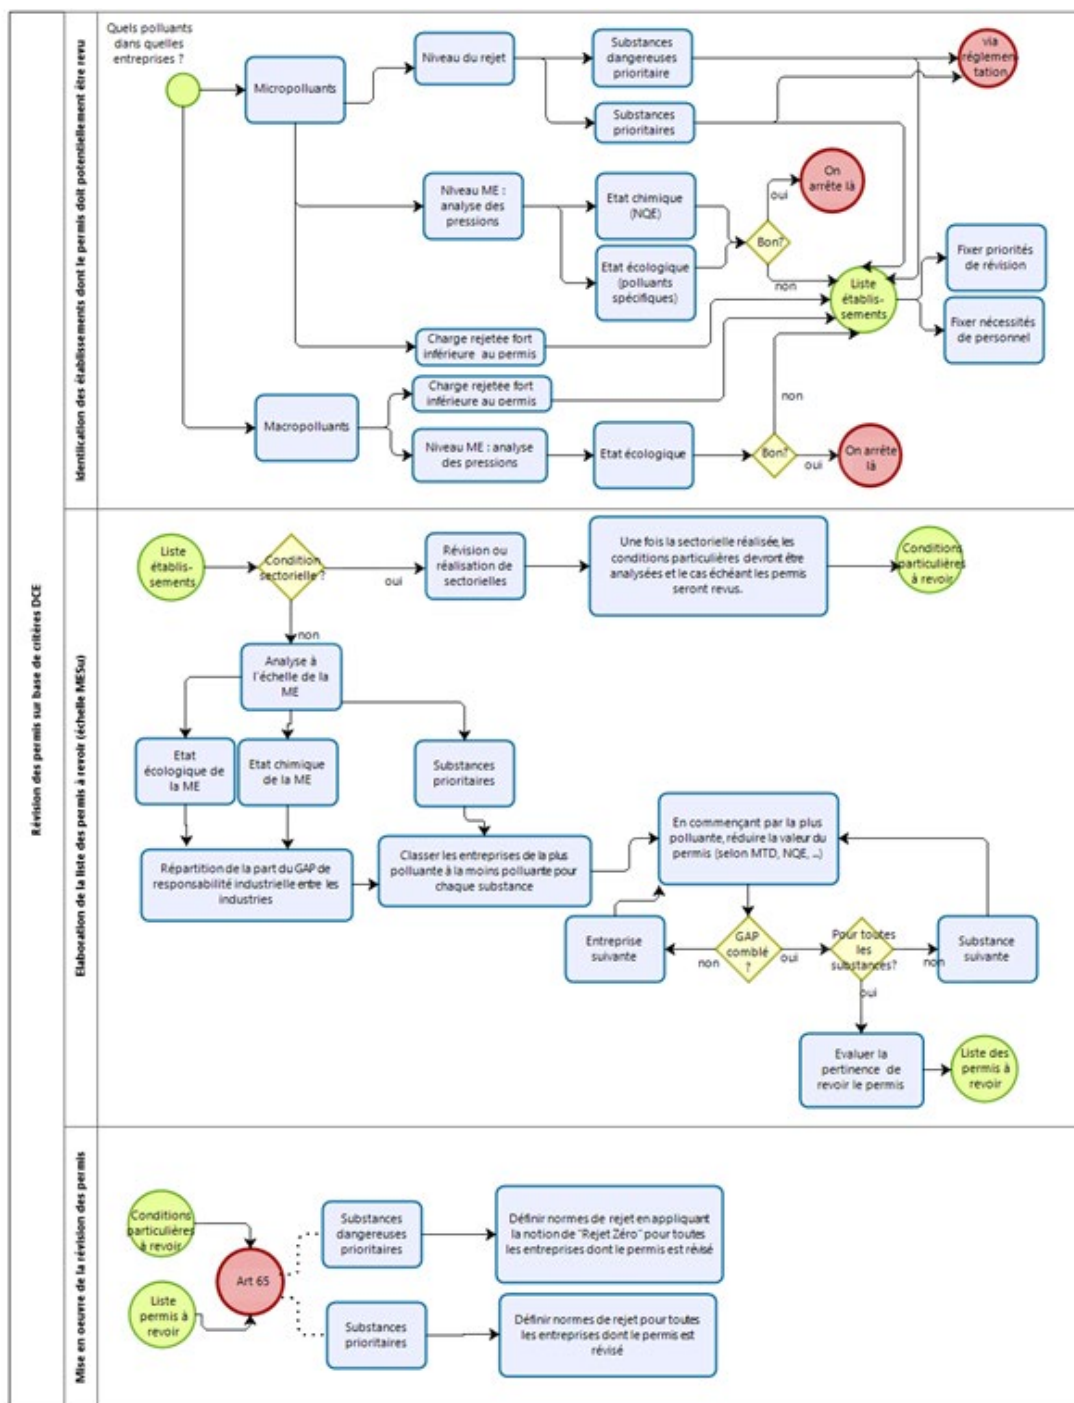 Révision des permis sur base de critères DCE
Identification des établissements dont le permis doit potentiellement être revu
Quels polluants
dans quelles
entreprises ?
Micropolluants
Niveau du rejet
Substances
dangereuses
prioritaire
Substances
prioritaires
via
réglemen-
tation
Niveau ME :
analyse des
pressions
Etat chimique
(NQE)
Etat écologique
(polluants
spécifiques)
Bon?
oui
On
arrête là
non
Liste
établis-
sements
Fixer priorités
de révision
Fixer nécessités
de personnel
Charge rejetée fort
inférieure au permis
Charge rejetée fort
inférieure au permis
Macropolluants
Niveau ME : analyse
des pressions
Etat écologique
Bon?
non
oui
On arrête
là
Elaboration de la liste des permis à revoir (échelle MESu)
Liste
établis-
sements
Condition
sectorielle ?
oui
non
Révision ou
réalisation de
sectorielles
Une fois la sectorielle réalisée, les
conditions particulières devront être
analysées et le cas échéant les permis
seront revus.
Conditions
particulières
à revoir
Analyse à
l'échelle de la
ME
Etat
écologique de
la ME
Etat chimique
de la ME
Substances
prioritaires
Répartition de la part du GAP de
responsabilité industrielle entre les
industries
Classer les entreprises de la plus
polluante à la moins polluante pour
chaque substance
En commençant par la plus
polluante, réduire la valeur du
permis (selon MTD, NQE, ...)
Entreprise
suivante
non
GAP
comblé
?
oui
Pour toutes
les
substances?
non
Substance
suivante
oui
Evaluer la
pertinence de
revoir le permis
Liste des
permis à
revoir
Mise en oeuvre de la révision des permis
Conditions
particulières
à revoir
Liste
permis à
revoir
Art 65
Substances
dangereuses
prioritaires
Définir normes de rejet en appliquant
la notion de "Rejet Zéro" pour toutes
les entreprises dont le permis est révisé
Substances
prioritaires
Définir normes de rejet pour toutes
les entreprises dont le permis est
révisé